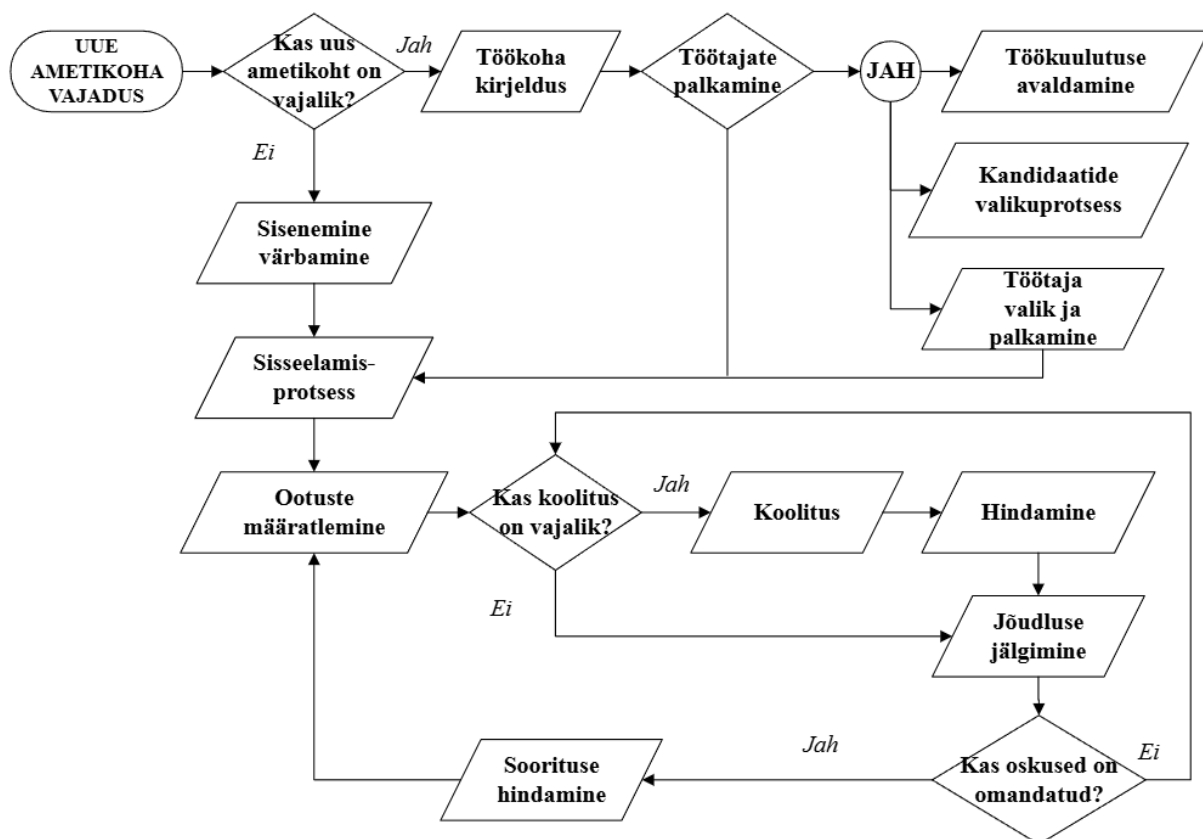 UUE
AMETIKOHA
VAJADUS
Kas uus
ametikoht on
vajalik?
Jah
Töökoha
kirjeldus
Töötajate
palkamine
JAH
Töökuulutuse
avaldamine
Ei
Kandidaatide
valikuprotsess
Sisenemine
värbamine
Töötaja
valik ja
palkamine
Sisseelamis-
protsess
Ootuste
määratlemine
Kas koolitus
on vajalik?
Jah
Koolitus
Hindamine
Ei
Jõudluse
jälgimine
Soorituse
hindamine
Jah
Kas oskused on
omandatud?
Ei